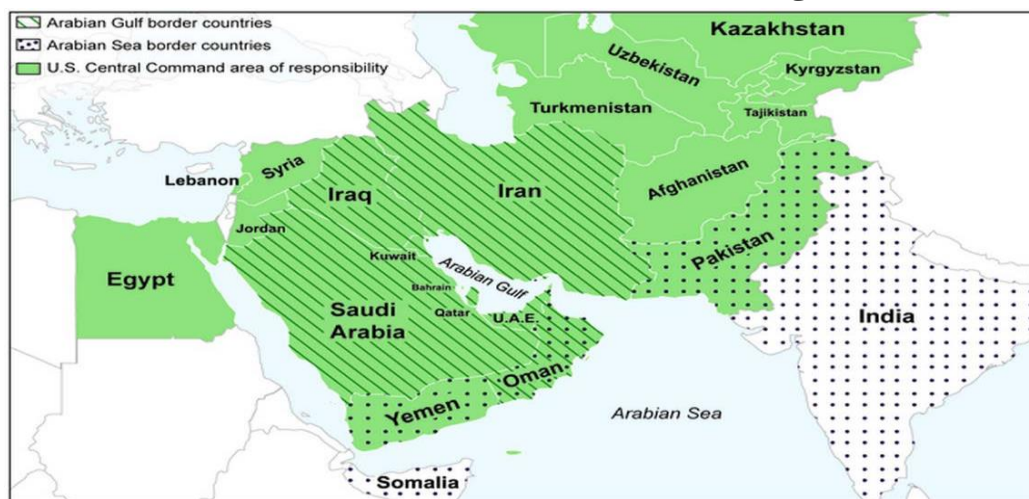 Arabian Gulf border countries
Arabian Sea border countries
U.S. Central Command area of responsibility
Kazakhstan
Uzbekistan
Kyrgyzstan
Turkmenistan
Tajikistan
Syria
Lebanon
Afghanistan
Iraq
Iran
Jordan
Pakistan
Kuwait
Arabian Gulf
Egypt
Bahrain
Saudi
Arabia
Qatar
U.A.E.
India
Oman
Yemen
Arabian Sea
Somalia